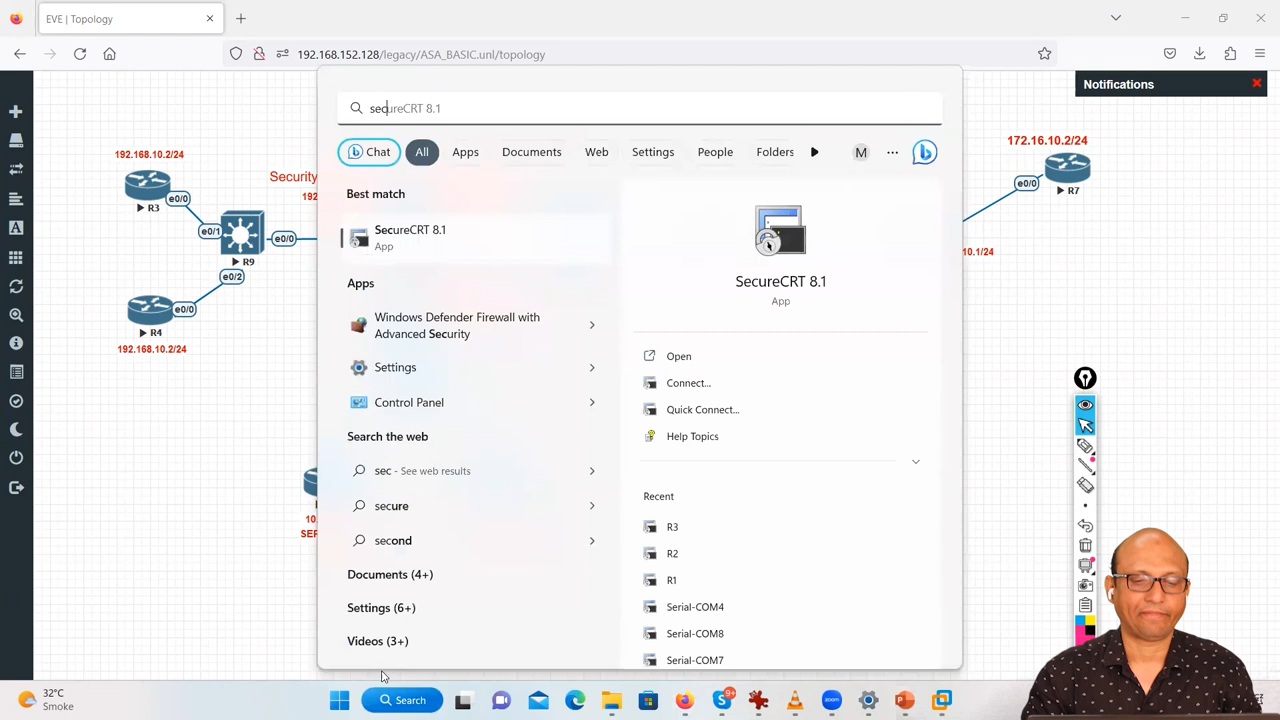 EVE | Topology
192.168.152.128/legacy/ASA_BASIC.unl/topology
Notifications
secureCRT 8.1
Chat
All
Apps
Documents
Web
Settings
People
Folders
M
Best match
SecureCRT 8.1
App
Apps
Windows Defender Firewall with
Advanced Security
Settings
Control Panel
Search the web
sec - See web results
secure
second
Documents (4+)
Settings (6+)
Videos (3+)
SecureCRT 8.1
App
Open
Connect...
Quick Connect...
Help Topics
Recent
R3
R2
R1
Serial-COM4
Serial-COM8
Serial-COM7
192.168.10.2/24
R3
e0/0
Security
e0/1
e0/0
R9
e0/2
e0/0
R4
192.168.10.2/24
172.16.10.2/24
e0/0
R7
10.1/24
32°C
Smoke
Search
9+
zoom